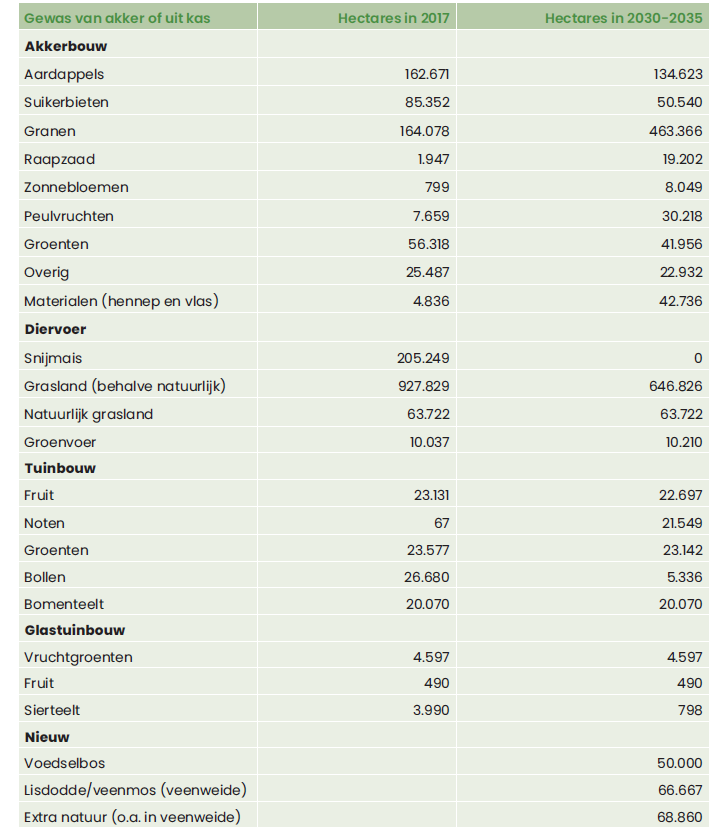 Gewas van akker of uit kas Hectares in 2017 Hectares in 2030-2035
Akkerbouw
Aardappels 162.671 134.623
Suikerbieten 85.352 50.540
Granen 164.078 463.366
Raapzaad 1.947 19.202
Zonnebloemen 799 8.049
Peulvruchten 7.659 30.218
Groenten 56.318 41.956
Overig 25.487 22.932
Materialen (hennep en vlas) 4.836 42.736
Diervoer
Snijmais 205.249 0
Grasland (behalve natuurlijk) 927.829 646.826
Natuurlijk grasland 63.722 63.722
Groenvoer 10.037 10.210
Tuinbouw
Fruit 23.131 22.697
Noten 67 21.549
Groenten 23.577 23.142
Bollen 26.680 5.336
Bomenteelt 20.070 20.070
Glastuinbouw
Vruchtgroenten 4.597 4.597
Fruit 490 490
Sierteelt 3.990 798
Nieuw
Voedselbos 50.000
Lisdodde/veenmos (veenweide) 66.667
Extra natuur (o.a. in veenweide) 68.860